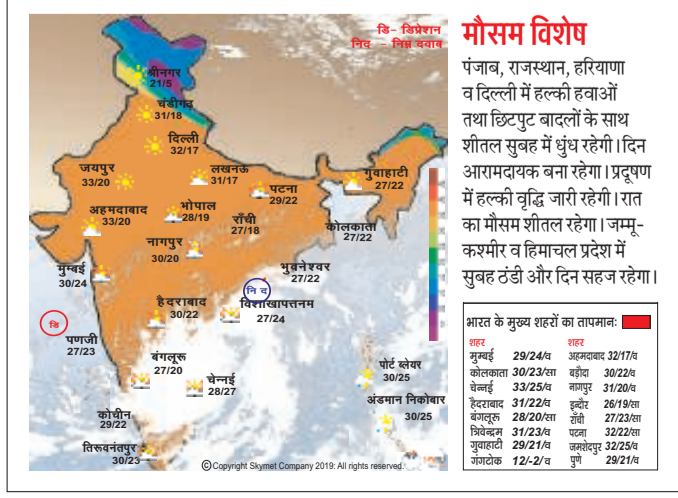 डि- डिप्रेशन
निद - निम्न दवाब
श्रीनगर
21/5
चंडीगढ़
31/18
दिल्ली
32/17
जयपुर
33/20
लखनऊ
31/17
गुवाहाटी
27/22
पटना
29/22
अहमदाबाद
33/20
भोपाल
28/19
राँची
27/18
कोलकाता
27/22
नागपुर
30/20
मुम्बई
30/24
भुवनेश्वर
27/22
नि द
हैदराबाद
30/22
विशाखापत्तनम
27/24
डि
पणजी
27/23
बंगलूरू
27/20
चेन्नई
28/27
पोर्ट ब्लेयर
30/25
अंडमान निकोबार
30/25
कोचीन
29/22
तिरूवनंतपुर
30/23
©Copyright Skymet Company 2019: All rights reserved.
मौसम विशेष
पंजाब, राजस्थान, हरियाणा
व दिल्ली में हल्की हवाओं
तथा छिटपुट बादलों के साथ
शीतल सुबह में धुंध रहेगी। दिन
आरामदायक बना रहेगा। प्रदूषण
में हल्की वृद्धि जारी रहेगी। रात
का मौसम शीतल रहेगा। जम्मू-
कश्मीर व हिमाचल प्रदेश में
सुबह ठंडी और दिन सहज रहेगा।
भारत के मुख्य शहरों का तापमानः
शहर शहर
मुम्बई 29/24/व अहमदाबाद 32/17/व
कोलकाता 30/23/सा बड़ौदा 30/22/व
चेन्नई 33/25/व नागपुर 31/20/व
हैदराबाद 31/22/व इन्दौर 26/19/सा
बंगलूरू 28/20/सा राँची 27/23/सा
त्रिवेन्द्रम 31/23/व पटना 32/22/सा
गुवाहाटी 29/21/व जमशेदपुर 32/25/व
गंगटोक 12/-2/व पुणे 29/21/व